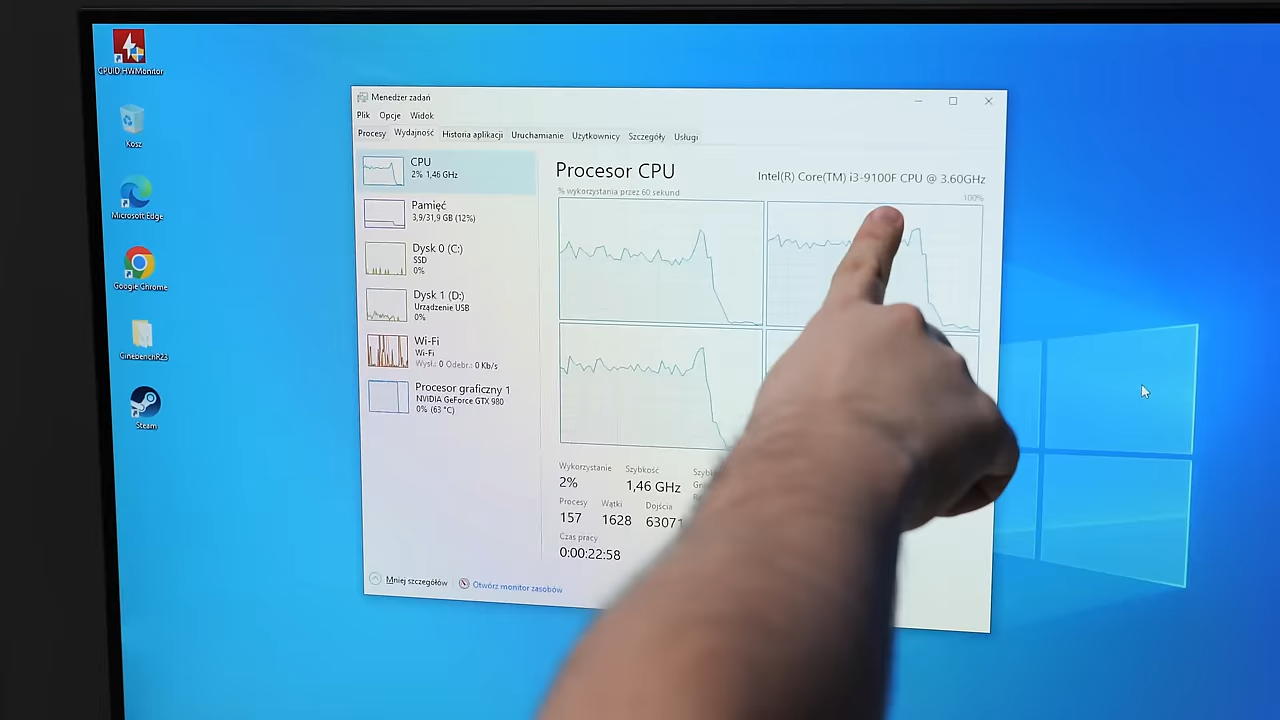 CPUID HWMonitor
Kosz
Microsoft Edge
Google Chrome
CinebenchR23
Steam
Menedżer zadań
Plik Opcje Widok
Procesy Wydajność Historia aplikacji Uruchamianie Użytkownicy Szczegóły Usługi
CPU
2% 1,46 GHz
Pamięć
3,9/31,9 GB (12%)
Dysk 0 (C:)
SSD
0%
Dysk 1 (D:)
Urządzenie USB
0%
Wi-Fi
Wi-Fi
Wysł.: 0 Odebr.: 0 Kb/s
Procesor graficzny 1
NVIDIA GeForce GTX 980
0% (63 °C)
Procesor CPU
Intel(R) Core(TM) i3-9100F CPU @ 3.60GHz
% wykorzystania przez 60 sekund
100%
Wykorzystanie Szybkość
2% 1,46 GHz
Procesy Wątki Dojścia
157 1628 63071
Czas pracy
0:00:22:58
Mniej szczegółów
Otwórz monitor zasobów